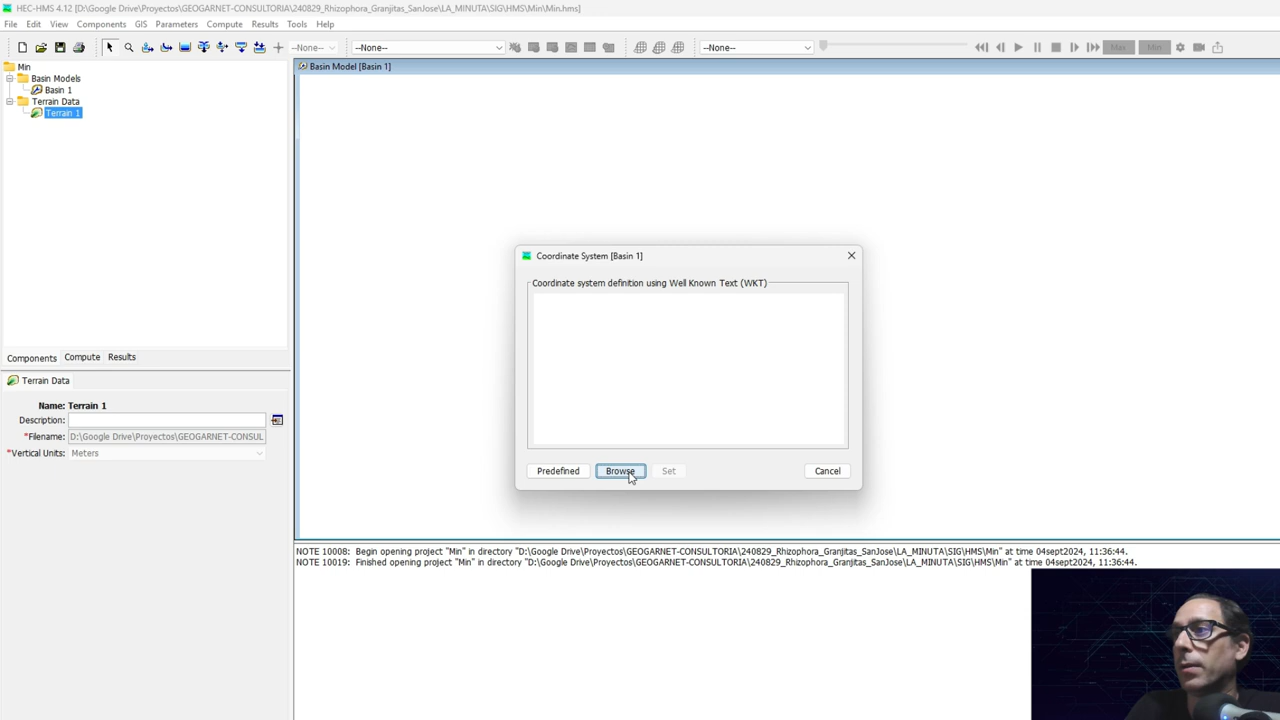 HEC-HMS 4.12 [D:\Google Drive\Proyectos\GEOGARNET-CONSULTORIA\240829_Rhizophora_Granjitas_SanJose\LA_MINUTA\SIG\HMS\Min\Min.hms]
File Edit View Components GIS Parameters Compute Results Tools Help
--None-- --None-- --None-- Max Min
Min
Basin Models
Basin 1
Terrain Data
Terrain 1
Components Compute Results
Terrain Data
Name: Terrain 1
Description:
*Filename: D:\Google Drive\Proyectos\GEOGARNET-CONSUL
*Vertical Units: Meters
Basin Model [Basin 1]
Coordinate System [Basin 1]
Coordinate system definition using Well Known Text (WKT)
Predefined Browse Set Cancel
NOTE 10008: Begin opening project "Min" in directory "D:\Google Drive\Proyectos\GEOGARNET-CONSULTORIA\240829_Rhizophora_Granjitas_SanJose\LA_MINUTA\SIG\HMS\Min" at time 04sept2024, 11:36:44.
NOTE 10019: Finished opening project "Min" in directory "D:\Google Drive\Proyectos\GEOGARNET-CONSULTORIA\240829_Rhizophora_Granjitas_SanJose\LA_MINUTA\SIG\HMS\Min" at time 04sept2024, 11:36:44.